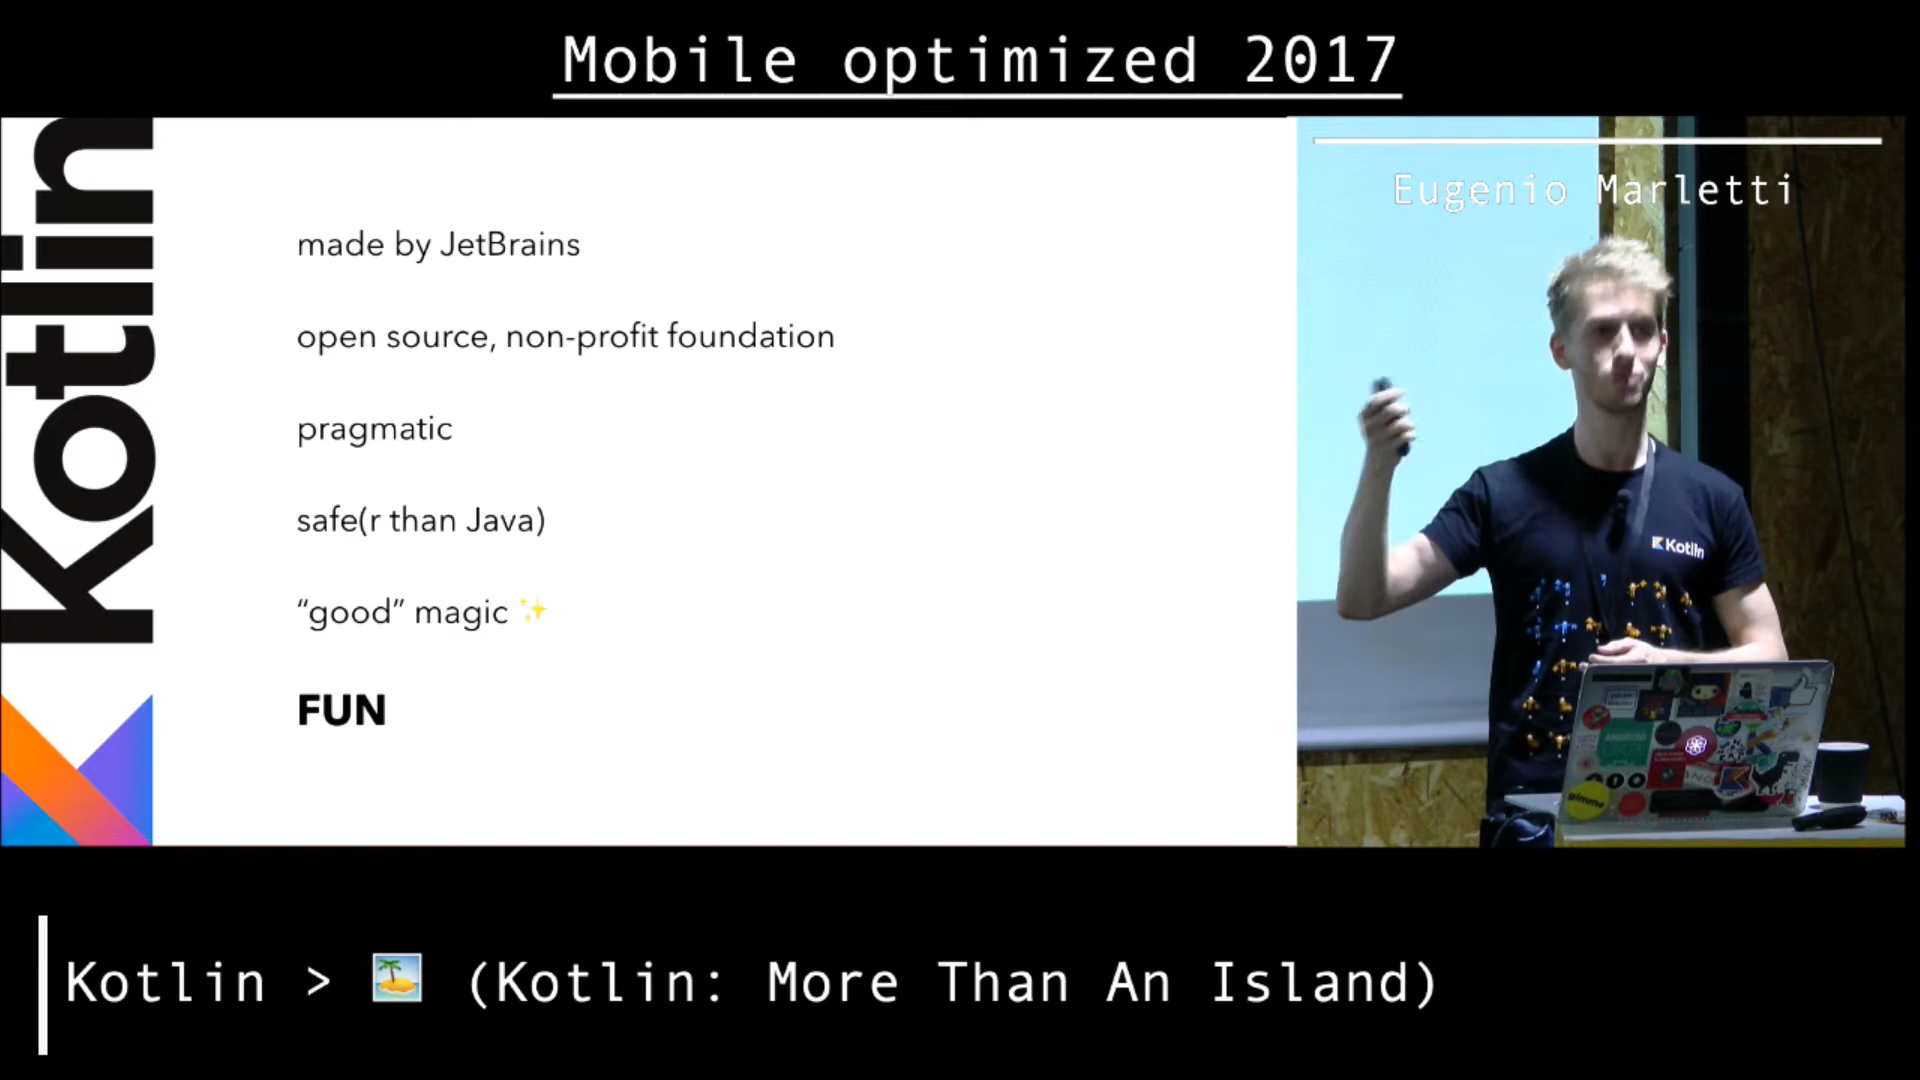 Mobile optimized 2017
Kotlin
made by JetBrains
open source, non-profit foundation
pragmatic
safe(r than Java)
“good” magic ✨
FUN
Eugenio Marletti
Kotlin
gimme
Kotlin > 🏝 (Kotlin: More Than An Island)